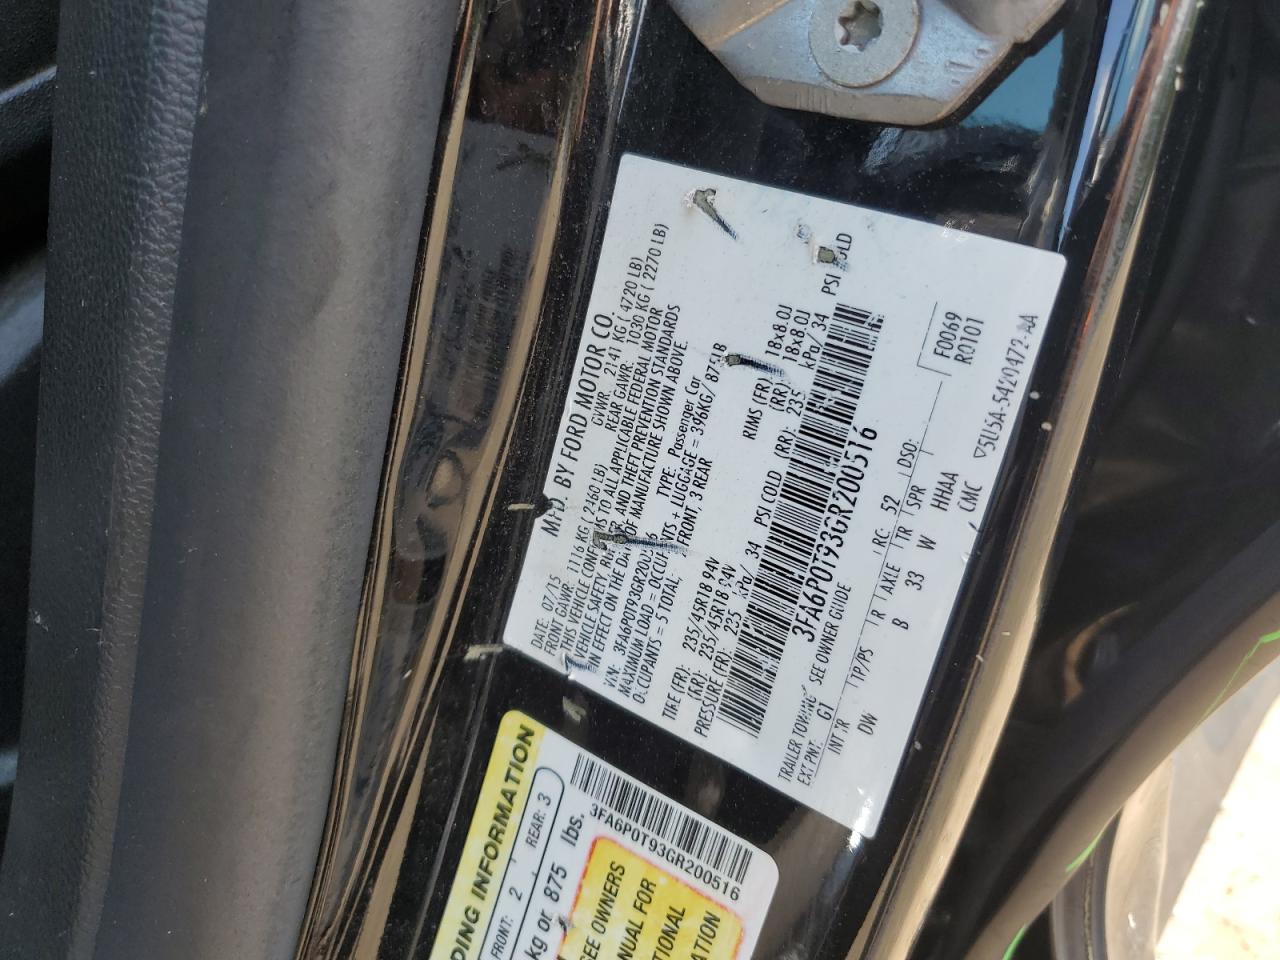 MFD. BY FORD MOTOR CO.
DATE: 07/15 GVWR: 2141 KG ( 4720 LB)
FRONT GAWR: 1116 KG ( 2460 LB) REAR GAWR: 1030 KG ( 2270 LB)
THIS VEHICLE CONFORMS TO ALL APPLICABLE FEDERAL MOTOR
VEHICLE SAFETY, AND THEFT PREVENTION STANDARDS
IN EFFECT ON THE DATE OF MANUFACTURE SHOWN ABOVE.
VIN: 3FA6P0T93GR200516 TYPE: Passenger Car
MAXIMUM LOAD = OCCUPANTS + LUGGAGE = 396KG/ 875LB
OCCUPANTS = 5 TOTAL; FRONT, 3 REAR
TIRE (FR): 235/45R18 94V RIMS (FR): 18x8.0J
(RR): 235/45R18 94V (RR): 18x8.0J
PRESSURE (FR): 235 kPa/ 34 PSI COLD (RR): 235 kPa/ 34 PSI COLD
3FA6P0T93GR200516
TRAILER TOWING: SEE OWNER GUIDE
EXT PNT: G1 RC: 52 DSO: F0069
INT TR TP/PS R AXLE TR SPR R0101
DW B 33 W HHAA
CMC ▽5U5A-5420472-AA
DING INFORMATION
FRONT: 2 REAR: 3
kg or 875 lbs.
3FA6P0T93GR200516
SEE OWNERS
ANUAL FOR
TIONAL
ATION